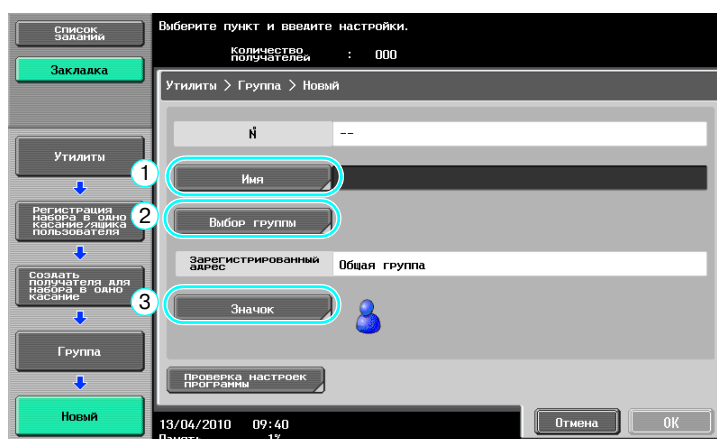 Список
заданий
Закладка
Выберите пункт и введите настройки.
Количество
получателей : 000
Утилиты > Группа > Новый
Утилиты
Регистрация
набора в одно
касание/ящика
пользователя
Создать
получателя для
набора в одно
касание
Группа
Новый
№ --
1 Имя
2 Выбор группы
Зарегистрированный
адрес Общая группа
3 Значок
Проверка настроек
программы
13/04/2010 09:40
Память 1%
Отмена OK